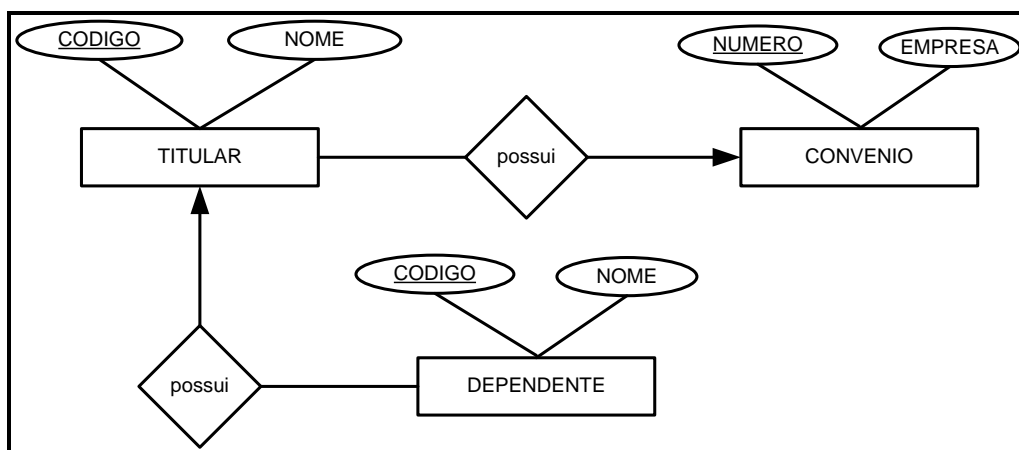 CODIGO
NOME
NUMERO
EMPRESA
TITULAR
possui
CONVENIO
CODIGO
NOME
possui
DEPENDENTE